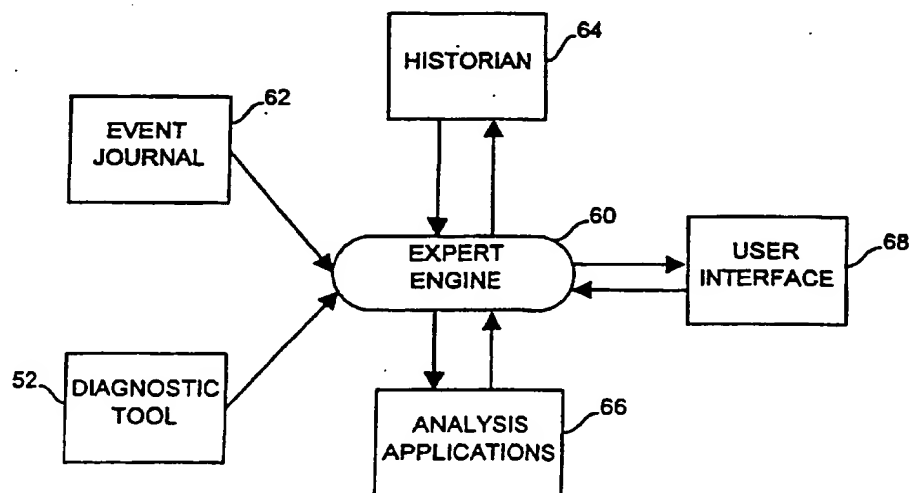 HISTORIAN
64
EVENT
JOURNAL
62
EXPERT
ENGINE
60
USER
INTERFACE
68
DIAGNOSTIC
TOOL
52
ANALYSIS
APPLICATIONS
66